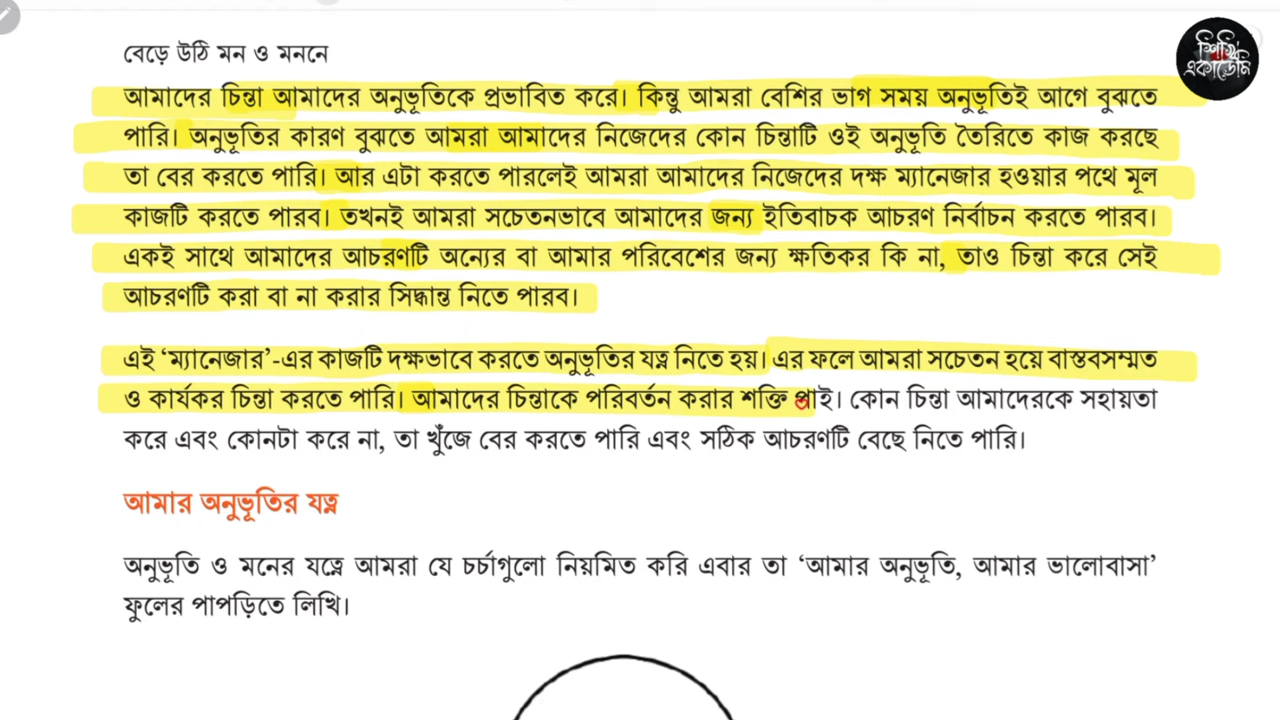 বেড়ে উঠি মন ও মননে
শিখি
একাডেমি
আমাদের চিন্তা আমাদের অনুভূতিকে প্রভাবিত করে। কিন্তু আমরা বেশির ভাগ সময় অনুভূতিই আগে বুঝতে
পারি। অনুভূতির কারণ বুঝতে আমরা আমাদের নিজেদের কোন চিন্তাটি ওই অনুভূতি তৈরিতে কাজ করছে
তা বের করতে পারি। আর এটা করতে পারলেই আমরা আমাদের নিজেদের দক্ষ ম্যানেজার হওয়ার পথে মূল
কাজটি করতে পারব। তখনই আমরা সচেতনভাবে আমাদের জন্য ইতিবাচক আচরণ নির্বাচন করতে পারব।
একই সাথে আমাদের আচরণটি অন্যের বা আমার পরিবেশের জন্য ক্ষতিকর কি না, তাও চিন্তা করে সেই
আচরণটি করা বা না করার সিদ্ধান্ত নিতে পারব।
এই ‘ম্যানেজার’-এর কাজটি দক্ষভাবে করতে অনুভূতির যত্ন নিতে হয়। এর ফলে আমরা সচেতন হয়ে বাস্তবসম্মত
ও কার্যকর চিন্তা করতে পারি। আমাদের চিন্তাকে পরিবর্তন করার শক্তি পাই। কোন চিন্তা আমাদেরকে সহায়তা
করে এবং কোনটা করে না, তা খুঁজে বের করতে পারি এবং সঠিক আচরণটি বেছে নিতে পারি।
আমার অনুভূতির যত্ন
অনুভূতি ও মনের যত্নে আমরা যে চর্চাগুলো নিয়মিত করি এবার তা ‘আমার অনুভূতি, আমার ভালোবাসা’
ফুলের পাপড়িতে লিখি।